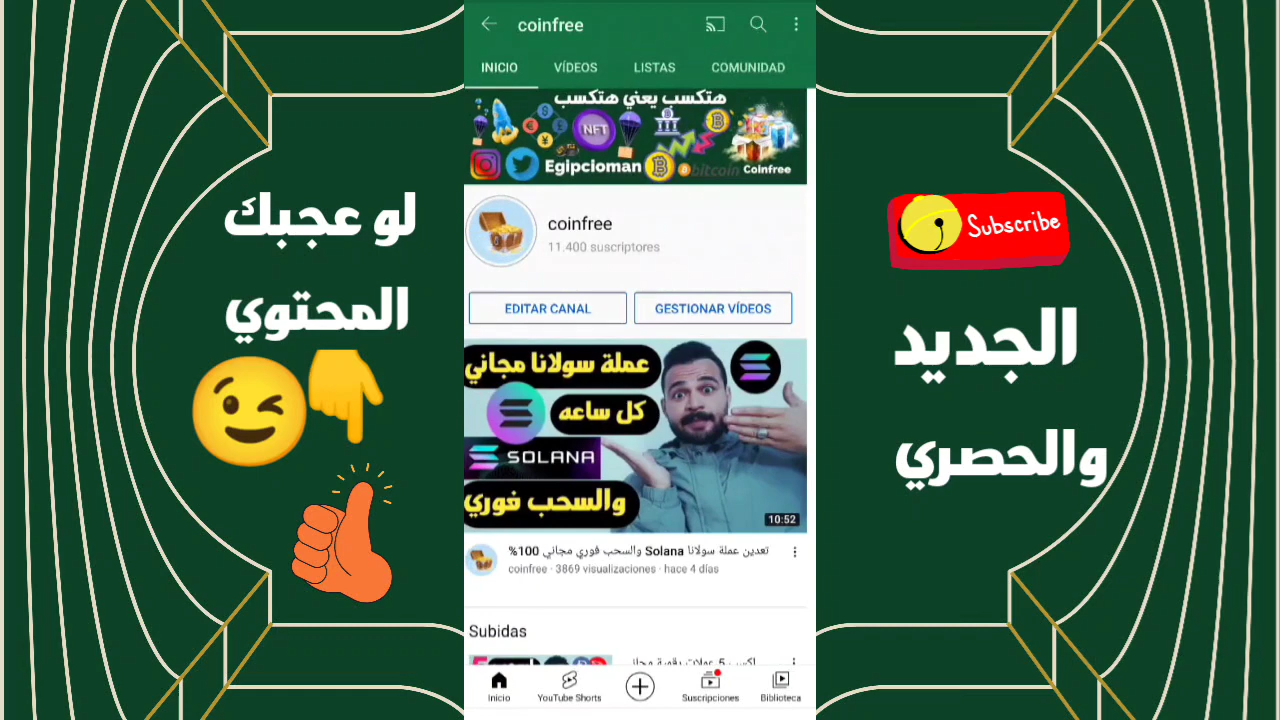 لو عجبك
المحتوي
coinfree
INICIO
VÍDEOS
LISTAS
COMUNIDAD
هتكسب يعني هتكسب
NFT
Egipcioman
bitcoin
Coinfree
coinfree
11.400 suscriptores
EDITAR CANAL
GESTIONAR VÍDEOS
عملة سولانا مجاني
كل ساعه
SOLANA
والسحب فوري
10:52
تعدين عملة سولانا Solana والسحب فوري مجاني 100%
coinfree · 3869 visualizaciones · hace 4 días
Subidas
Inicio
YouTube Shorts
Suscripciones
Biblioteca
Subscribe
الجديد
والحصري